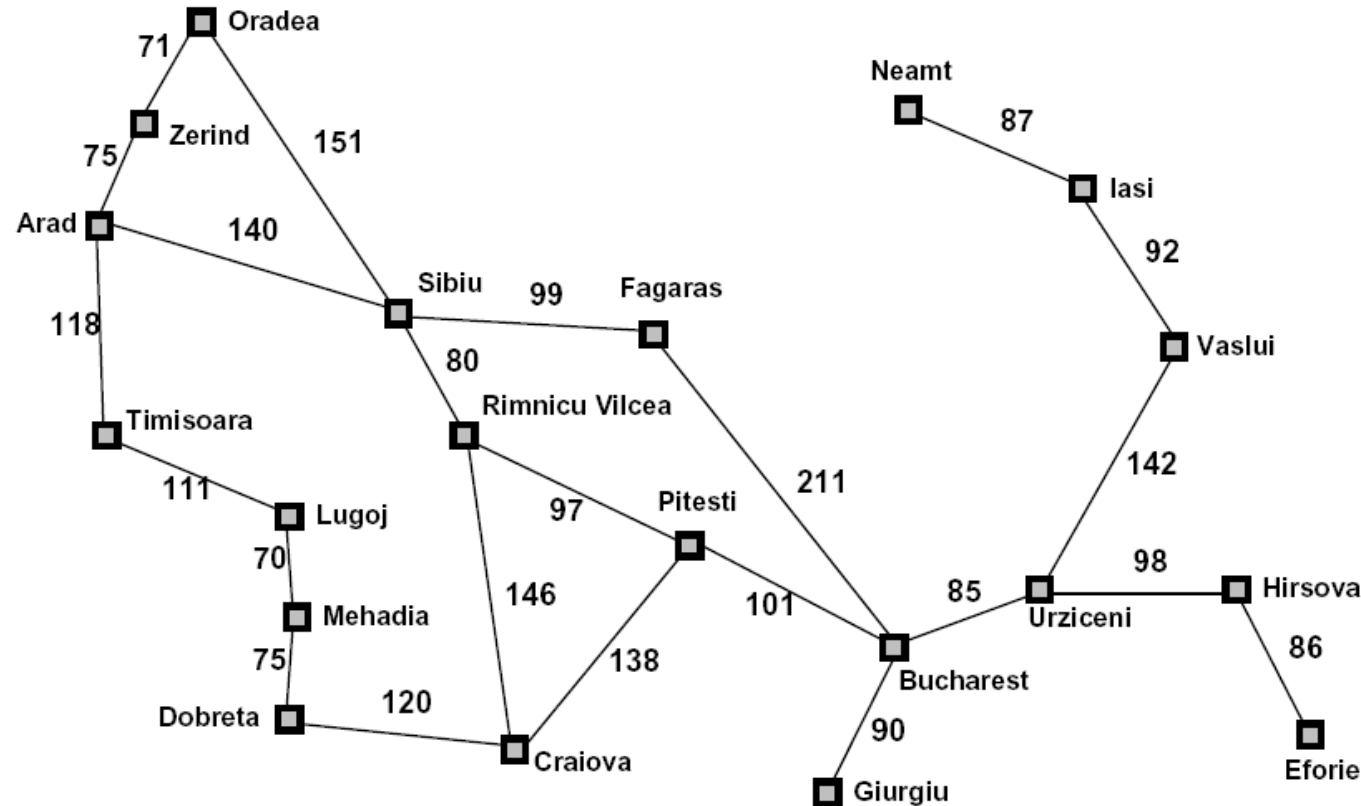 Oradea
71
Neamt
87
Zerind
151
75
Iasi
Arad
140
92
Sibiu
99
Fagaras
118
80
Vaslui
Rimnicu Vilcea
Timisoara
142
111
211
Pitesti
97
Lugoj
70
98
146
85
Hirsova
101
Mehadia
Urziceni
86
75
138
Bucharest
120
Dobreta
90
Craiova
Eforie
Giurgiu